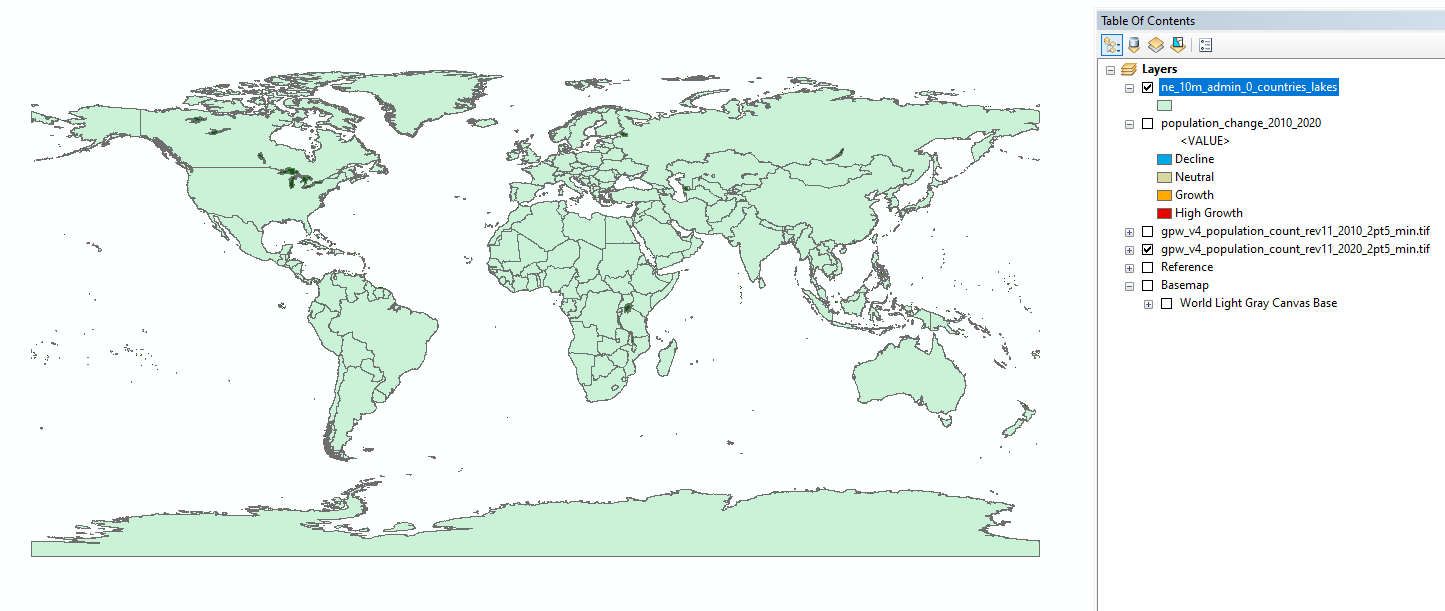 Table Of Contents
Layers
ne_10m_admin_0_countries_lakes
population_change_2010_2020
<VALUE>
Decline
Neutral
Growth
High Growth
gpw_v4_population_count_rev11_2010_2pt5_min.tif
gpw_v4_population_count_rev11_2020_2pt5_min.tif
Reference
Basemap
World Light Gray Canvas Base